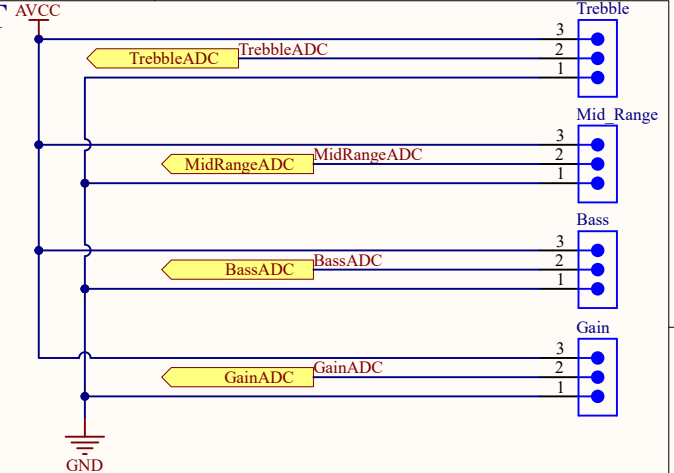 AVCC
Trebble
3
TrebbleADC
TrebbleADC
2
1
Mid_Range
3
MidRangeADC
MidRangeADC
2
1
Bass
3
BassADC
BassADC
2
1
Gain
3
GainADC
GainADC
2
1
GND